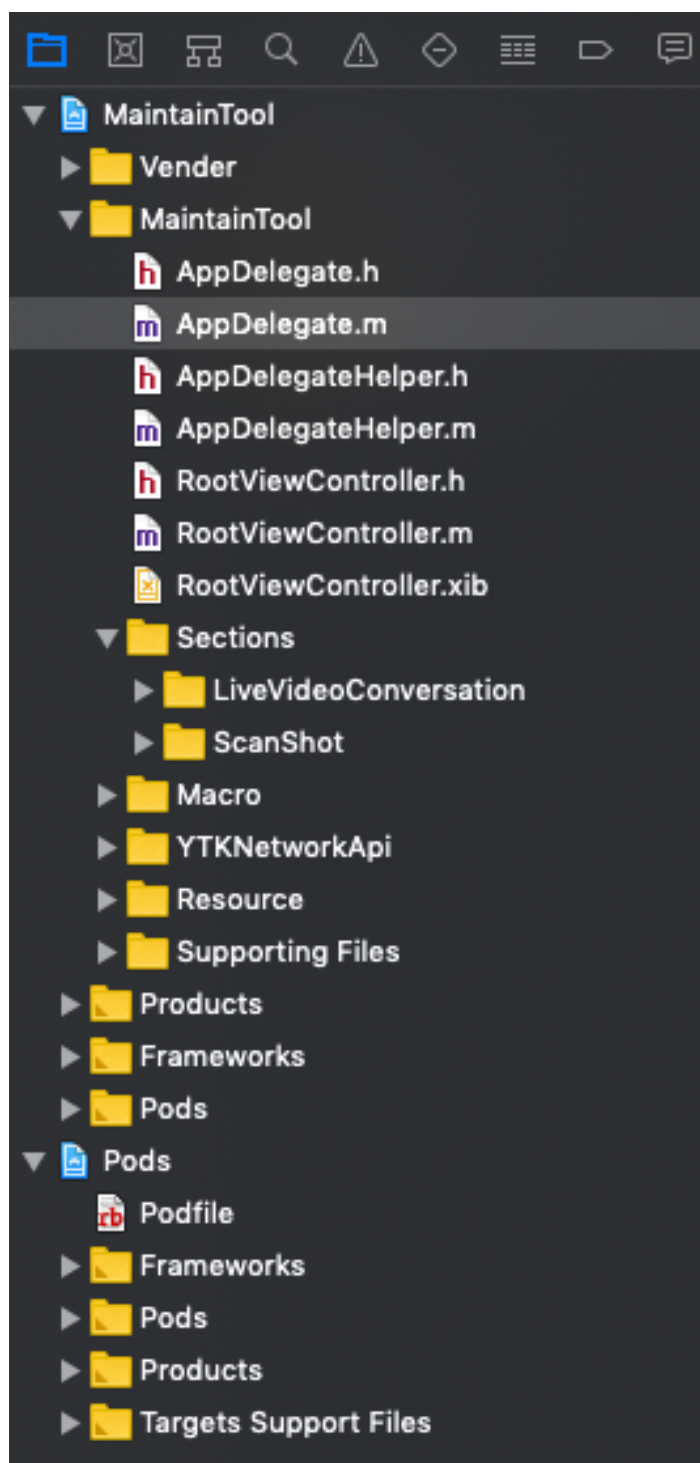 MaintainTool
Vender
MaintainTool
h AppDelegate.h
m AppDelegate.m
h AppDelegateHelper.h
m AppDelegateHelper.m
h RootViewController.h
m RootViewController.m
RootViewController.xib
Sections
LiveVideoConversation
ScanShot
Macro
YTKNetworkApi
Resource
Supporting Files
Products
Frameworks
Pods
Pods
rb Podfile
Frameworks
Pods
Products
Targets Support Files